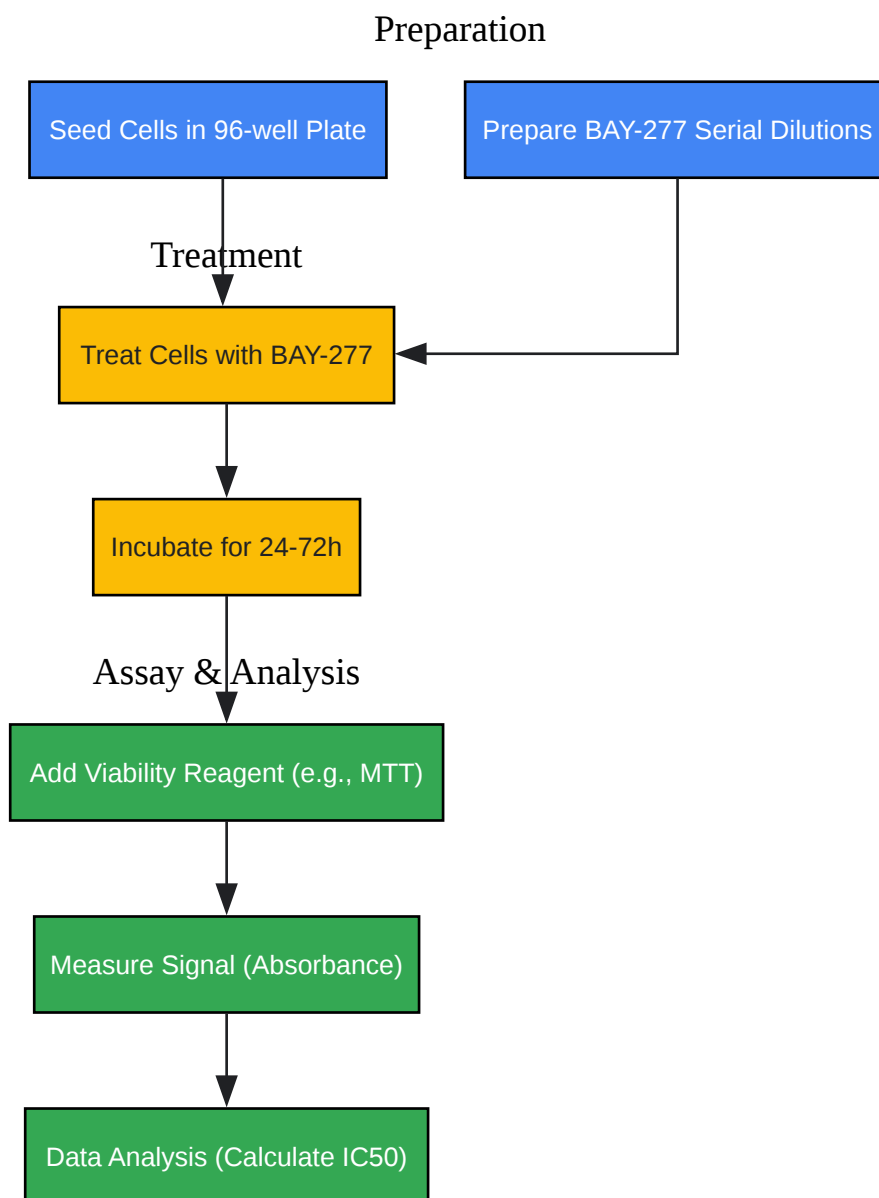 Preparation
Seed Cells in 96-well Plate
Prepare BAY-277 Serial Dilutions
Treatment
Treat Cells with BAY-277
Incubate for 24-72h
Assay & Analysis
Add Viability Reagent (e.g., MTT)
Measure Signal (Absorbance)
Data Analysis (Calculate IC50)